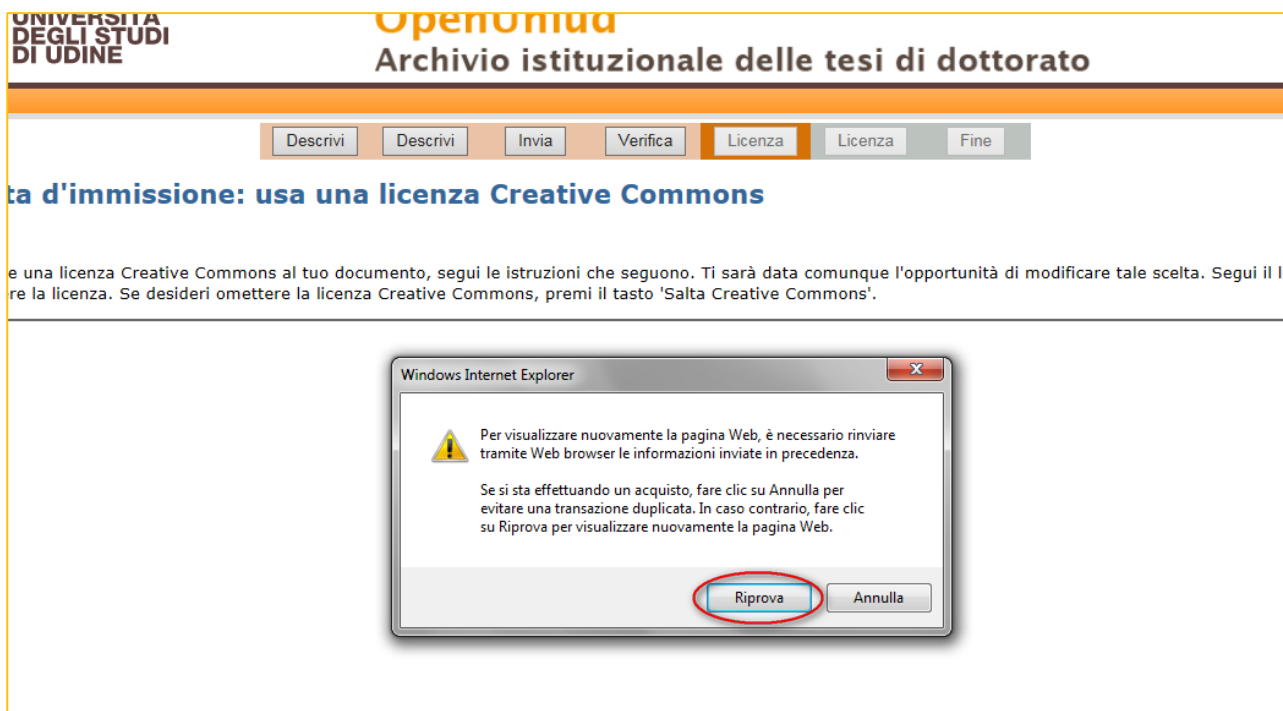 UNIVERSITÀ
DEGLI STUDI
DI UDINE
OpenUniud
Archivio istituzionale delle tesi di dottorato
Descrivi Descrivi Invia Verifica Licenza Licenza Fine
ta d'immissione: usa una licenza Creative Commons
e una licenza Creative Commons al tuo documento, segui le istruzioni che seguono. Ti sarà data comunque l'opportunità di modificare tale scelta. Segui il l
re la licenza. Se desideri omettere la licenza Creative Commons, premi il tasto 'Salta Creative Commons'.
Windows Internet Explorer
Per visualizzare nuovamente la pagina Web, è necessario rinviare
tramite Web browser le informazioni inviate in precedenza.
Se si sta effettuando un acquisto, fare clic su Annulla per
evitare una transazione duplicata. In caso contrario, fare clic
su Riprova per visualizzare nuovamente la pagina Web.
Riprova Annulla